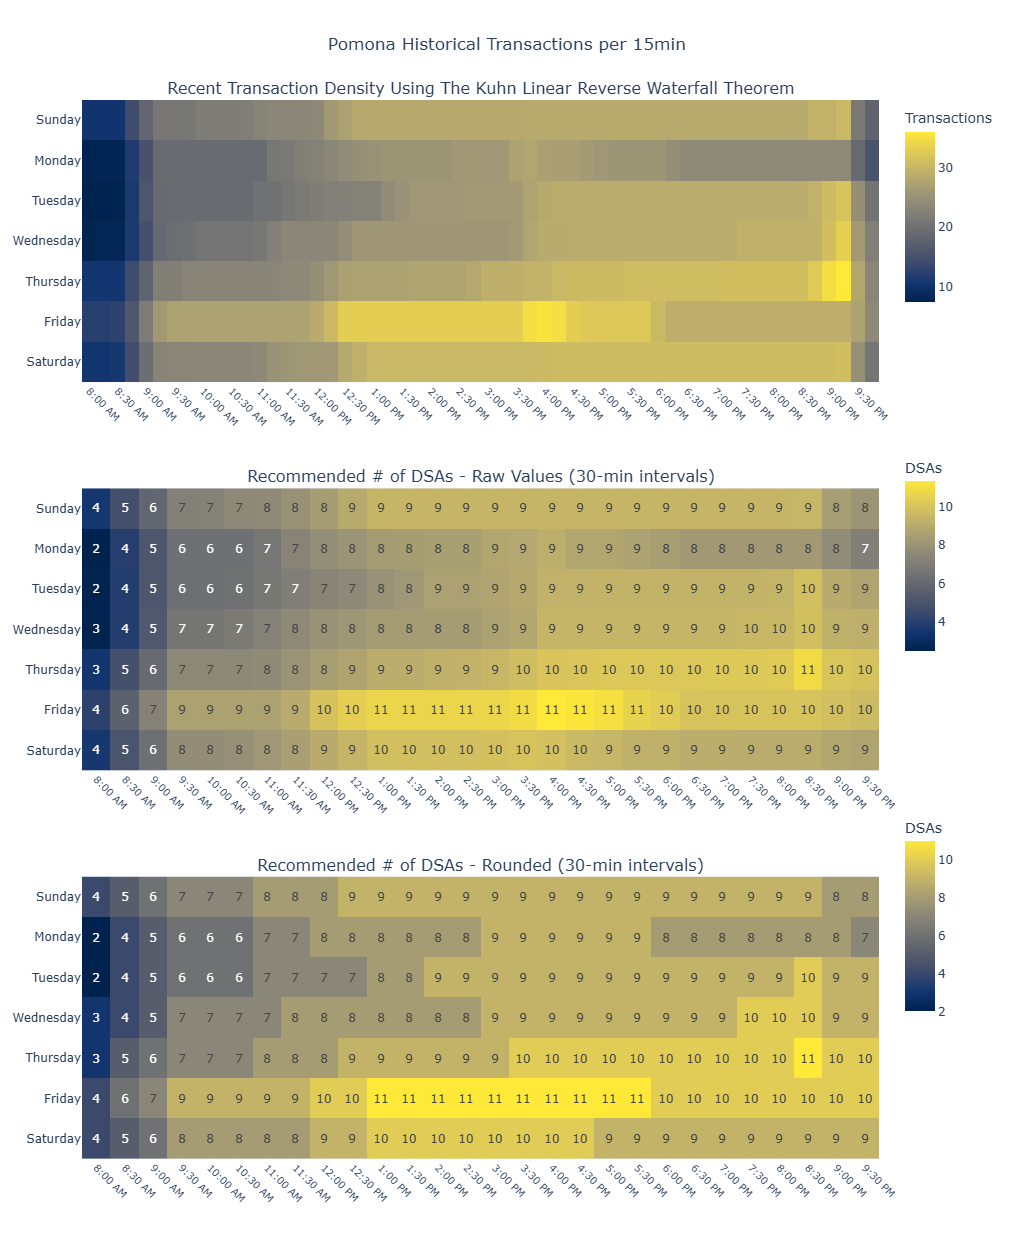 Pomona Historical Transactions per 15min
Recent Transaction Density Using The Kuhn Linear Reverse Waterfall Theorem
Transactions
Sunday
Monday
Tuesday
Wednesday
Thursday
Friday
Saturday
30
20
10
8:00 AM 8:30 AM 9:00 AM 9:30 AM 10:00 AM 10:30 AM 11:00 AM 11:30 AM 12:00 PM 12:30 PM 1:00 PM 1:30 PM 2:00 PM 2:30 PM 3:00 PM 3:30 PM 4:00 PM 4:30 PM 5:00 PM 5:30 PM 6:00 PM 6:30 PM 7:00 PM 7:30 PM 8:00 PM 8:30 PM 9:00 PM 9:30 PM
Recommended # of DSAs - Raw Values (30-min intervals)
DSAs
Sunday 4 5 6 7 7 7 8 8 8 9 9 9 9 9 9 9 9 9 9 9 9 9 9 9 9 9 8 8
Monday 2 4 5 6 6 6 7 7 8 8 8 8 8 8 9 9 9 9 9 9 8 8 8 8 8 8 8 7
Tuesday 2 4 5 6 6 6 7 7 7 7 8 8 9 9 9 9 9 9 9 9 9 9 9 9 9 10 9 9
Wednesday 3 4 5 7 7 7 7 8 8 8 8 8 8 8 9 9 9 9 9 9 9 9 9 10 10 10 9 9
Thursday 3 5 6 7 7 7 8 8 8 9 9 9 9 9 9 10 10 10 10 10 10 10 10 10 10 11 10 10
Friday 4 6 7 9 9 9 9 9 10 10 11 11 11 11 11 11 11 11 11 11 10 10 10 10 10 10 10 10
Saturday 4 5 6 8 8 8 8 8 9 9 10 10 10 10 10 10 10 10 9 9 9 9 9 9 9 9 9 9
10
8
6
4
8:00 AM 8:30 AM 9:00 AM 9:30 AM 10:00 AM 10:30 AM 11:00 AM 11:30 AM 12:00 PM 12:30 PM 1:00 PM 1:30 PM 2:00 PM 2:30 PM 3:00 PM 3:30 PM 4:00 PM 4:30 PM 5:00 PM 5:30 PM 6:00 PM 6:30 PM 7:00 PM 7:30 PM 8:00 PM 8:30 PM 9:00 PM 9:30 PM
Recommended # of DSAs - Rounded (30-min intervals)
DSAs
Sunday 4 5 6 7 7 7 8 8 8 9 9 9 9 9 9 9 9 9 9 9 9 9 9 9 9 9 8 8
Monday 2 4 5 6 6 6 7 7 8 8 8 8 8 8 9 9 9 9 9 9 8 8 8 8 8 8 8 7
Tuesday 2 4 5 6 6 6 7 7 7 7 8 8 9 9 9 9 9 9 9 9 9 9 9 9 9 10 9 9
Wednesday 3 4 5 7 7 7 7 8 8 8 8 8 8 8 9 9 9 9 9 9 9 9 9 10 10 10 9 9
Thursday 3 5 6 7 7 7 8 8 8 9 9 9 9 9 9 10 10 10 10 10 10 10 10 10 10 11 10 10
Friday 4 6 7 9 9 9 9 9 10 10 11 11 11 11 11 11 11 11 11 11 10 10 10 10 10 10 10 10
Saturday 4 5 6 8 8 8 8 8 9 9 10 10 10 10 10 10 10 10 9 9 9 9 9 9 9 9 9 9
10
8
6
4
2
8:00 AM 8:30 AM 9:00 AM 9:30 AM 10:00 AM 10:30 AM 11:00 AM 11:30 AM 12:00 PM 12:30 PM 1:00 PM 1:30 PM 2:00 PM 2:30 PM 3:00 PM 3:30 PM 4:00 PM 4:30 PM 5:00 PM 5:30 PM 6:00 PM 6:30 PM 7:00 PM 7:30 PM 8:00 PM 8:30 PM 9:00 PM 9:30 PM